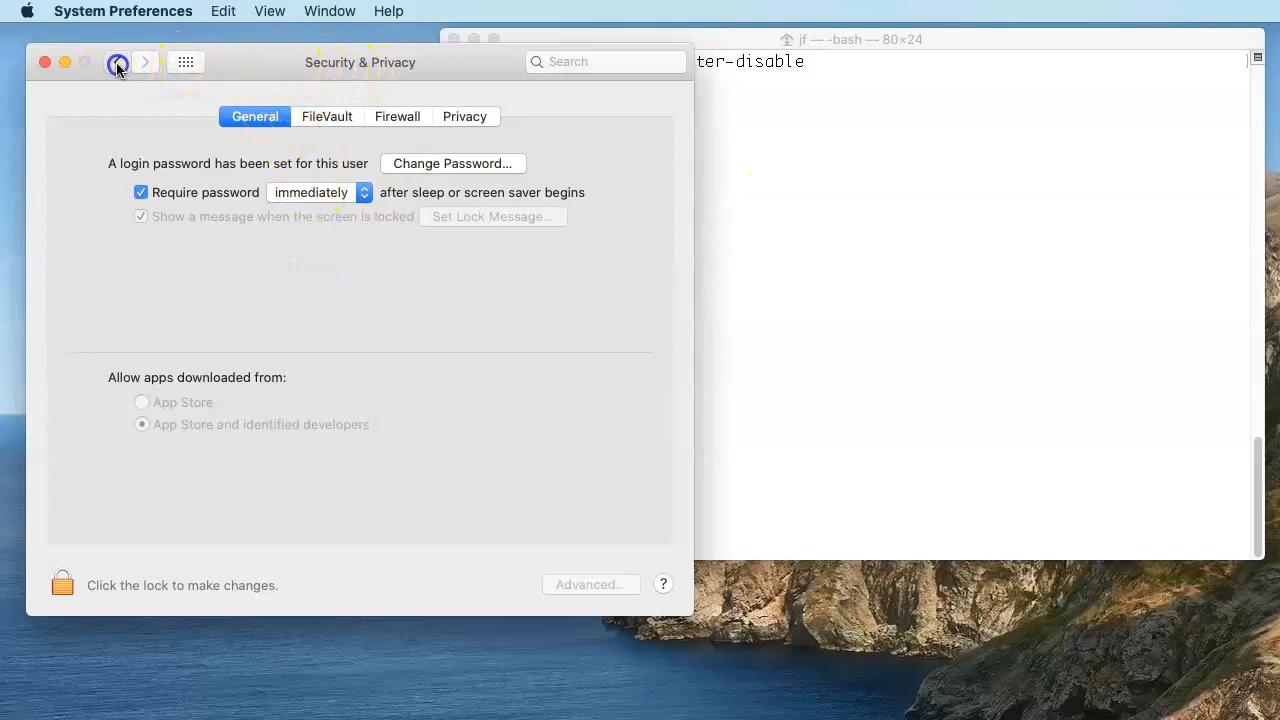 System Preferences Edit View Window Help
jf — -bash — 80×24
ter-disable
Security & Privacy
Search
General FileVault Firewall Privacy
A login password has been set for this user Change Password...
Require password immediately after sleep or screen saver begins
Show a message when the screen is locked Set Lock Message...
Allow apps downloaded from:
App Store
App Store and identified developers
Click the lock to make changes. Advanced... ?